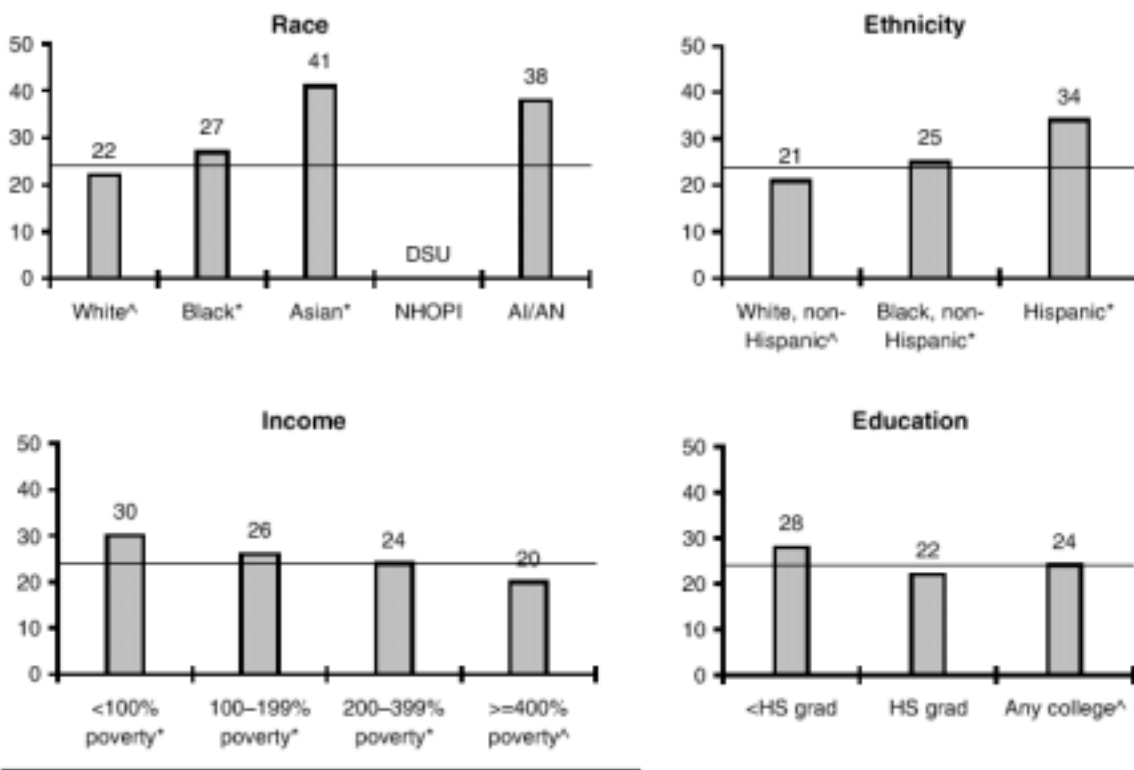 Race
50
40
30
20
10
0
22
27
41
DSU
38
White^
Black*
Asian*
NHOPI
AI/AN
Ethnicity
50
40
30
20
10
0
21
25
34
White, non-
Hispanic^
Black, non-
Hispanic*
Hispanic*
Income
50
40
30
20
10
0
30
26
24
20
<100%
poverty*
100–199%
poverty*
200–399%
poverty*
>=400%
poverty^
Education
50
40
30
20
10
0
28
22
24
<HS grad
HS grad
Any college^